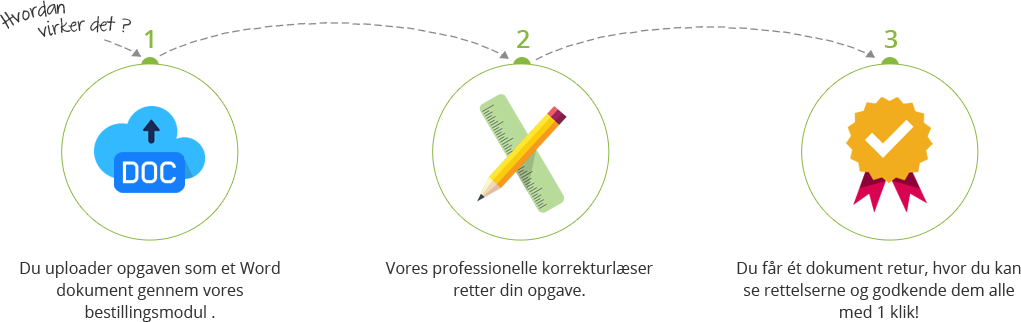 Hvordan
virker det ?
1
2
3
DOC
Du uploader opgaven som et Word
dokument gennem vores
bestillingsmodul .
Vores professionelle korrekturlæser
retter din opgave.
Du får ét dokument retur, hvor du kan
se rettelserne og godkende dem alle
med 1 klik!